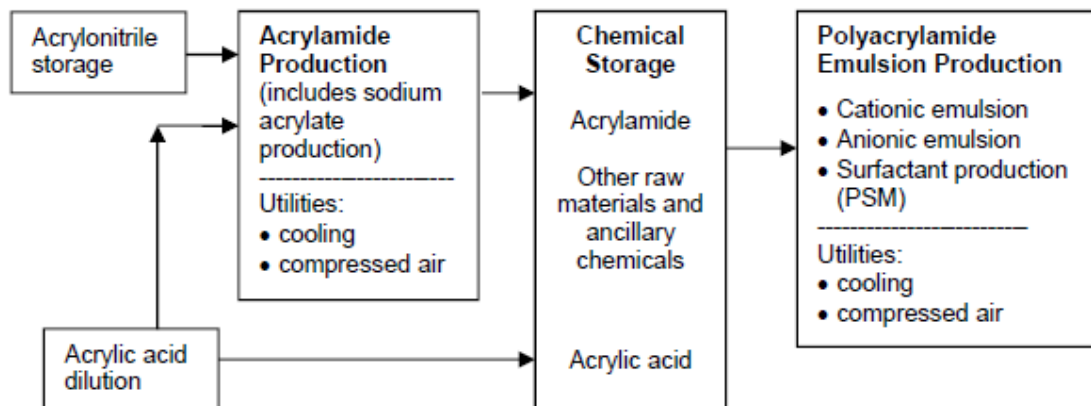 Acrylonitrile
storage
Acrylamide
Production
(includes sodium
acrylate
production)
--------------------------
Utilities:
• cooling
• compressed air
Acrylic acid
dilution
Chemical
Storage
Acrylamide
Other raw
materials and
ancillary
chemicals
Acrylic acid
Polyacrylamide
Emulsion Production
• Cationic emulsion
• Anionic emulsion
• Surfactant production
(PSM)
--------------------------
Utilities:
• cooling
• compressed air